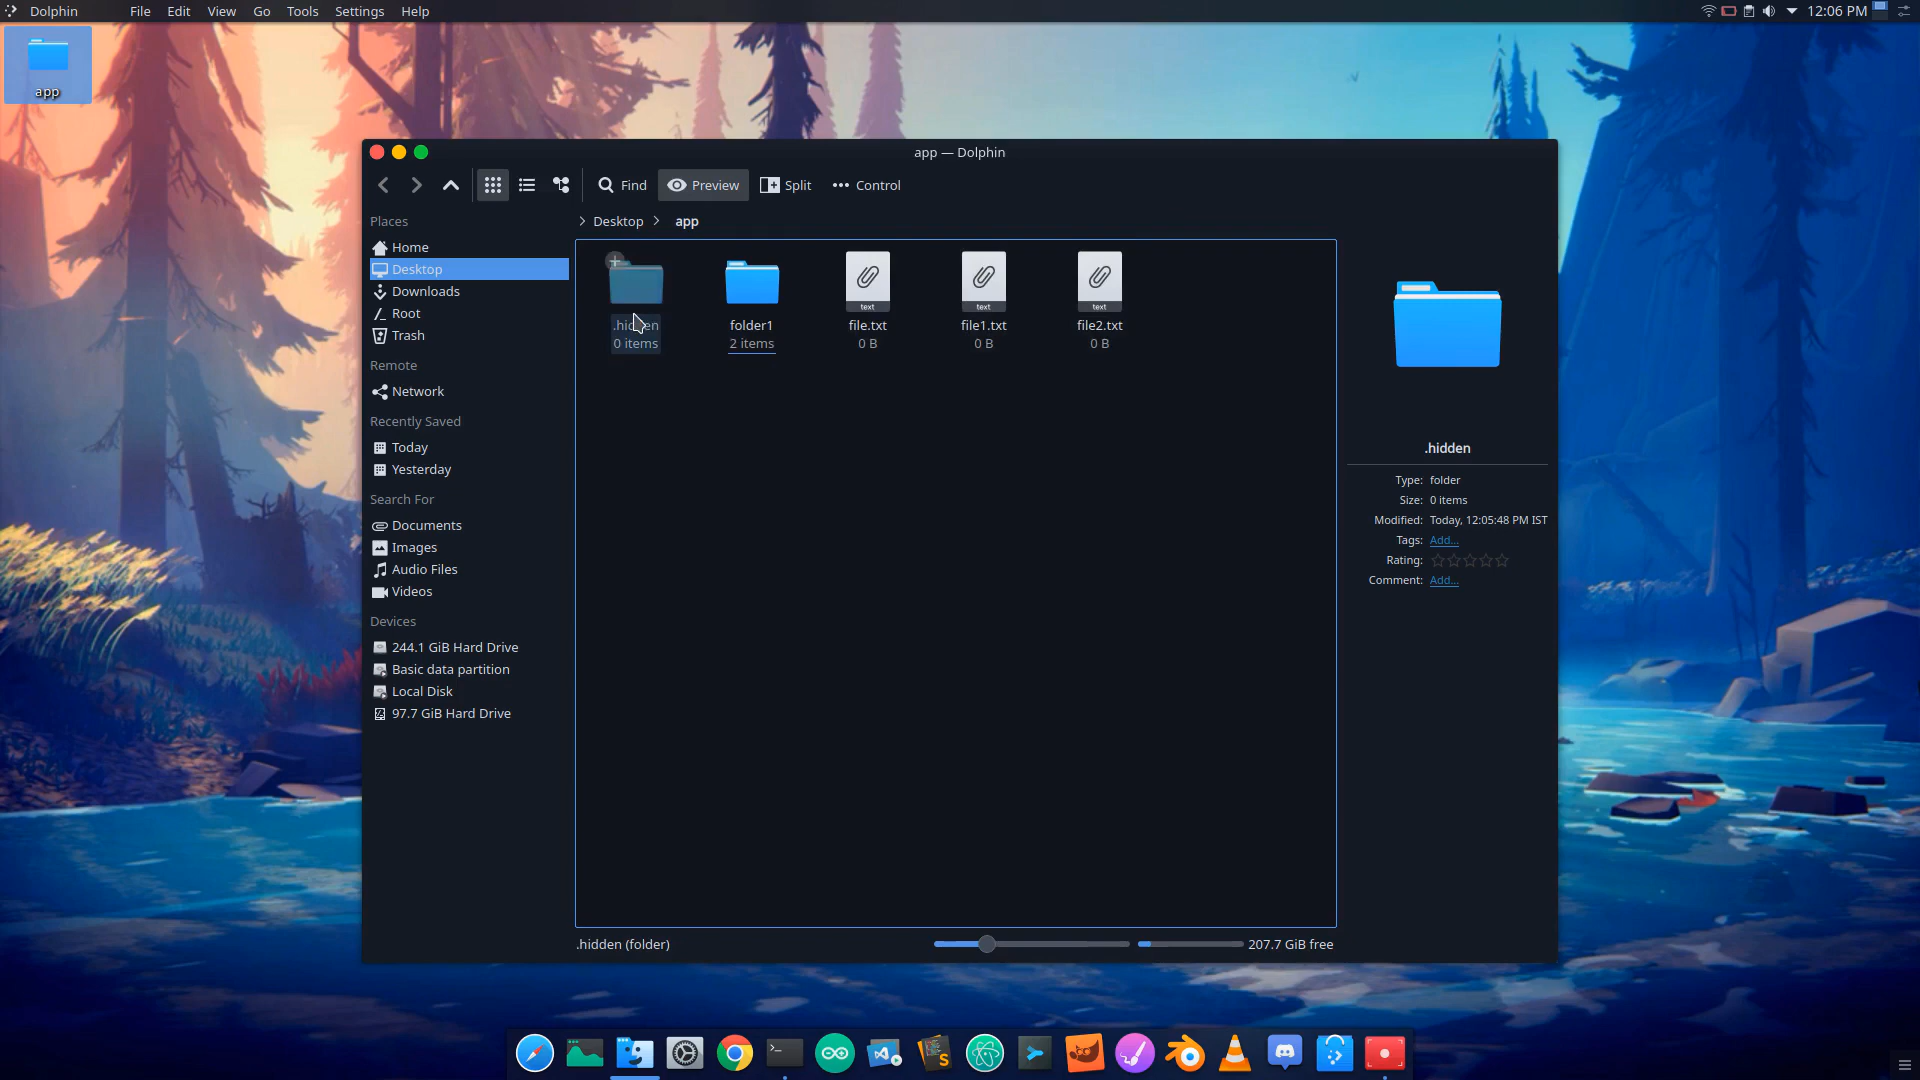 Dolphin File Edit View Go Tools Settings Help 12:06 PM
app
app — Dolphin
Find Preview Split Control
Places
Home
Desktop
Downloads
Root
Trash
Remote
Network
Recently Saved
Today
Yesterday
Search For
Documents
Images
Audio Files
Videos
Devices
244.1 GiB Hard Drive
Basic data partition
Local Disk
97.7 GiB Hard Drive
Desktop app
text text text
.hidden folder1 file.txt file1.txt file2.txt
0 items 2 items 0 B 0 B 0 B
.hidden
Type: folder
Size: 0 items
Modified: Today, 12:05:48 PM IST
Tags: Add...
Rating:
Comment: Add...
.hidden (folder) 207.7 GiB free